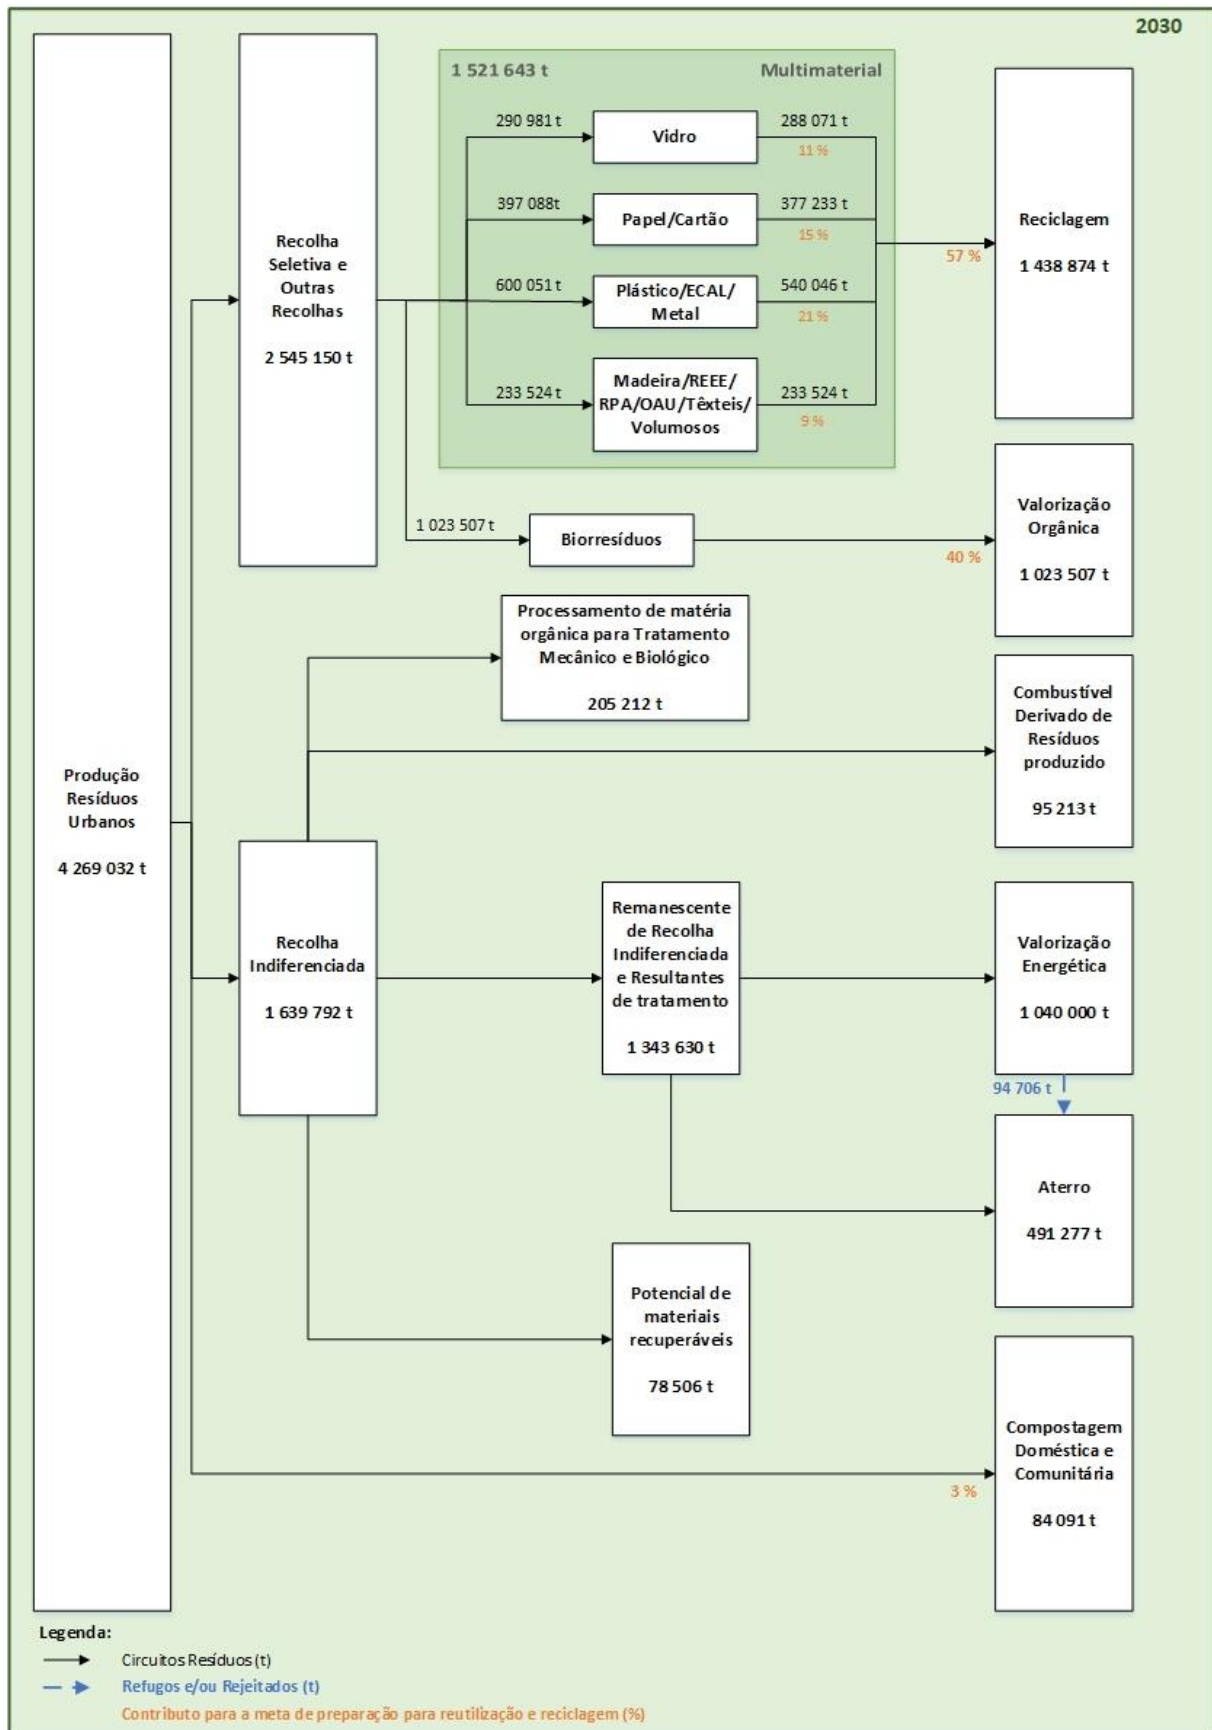 2030
Produção
Resíduos
Urbanos
4 269 032 t
Recolha
Seletiva e
Outras
Recolhas
2 545 150 t
1 521 643 t
Multimaterial
290 981 t
Vidro
288 071 t
11 %
397 088t
Papel/Cartão
377 233 t
15 %
600 051 t
Plástico/ECAL/
Metal
540 046 t
21 %
233 524 t
Madeira/REEE/
RPA/OAU/Têxteis/
Volumosos
233 524 t
9 %
57 %
Reciclagem
1 438 874 t
1 023 507 t
Biorresíduos
40 %
Valorização
Orgânica
1 023 507 t
Processamento de matéria
orgânica para Tratamento
Mecânico e Biológico
205 212 t
Combustível
Derivado de
Resíduos
produzido
95 213 t
Recolha
Indiferenciada
1 639 792 t
Remanescente
de Recolha
Indiferenciada
e Resultantes
de tratamento
1 343 630 t
Valorização
Energética
1 040 000 t
94 706 t
Aterro
491 277 t
Potencial de
materiais
recuperáveis
78 506 t
3 %
Compostagem
Doméstica e
Comunitária
84 091 t
Legenda:
Circuitos Resíduos (t)
Refugos e/ou Rejeitados (t)
Contributo para a meta de preparação para reutilização e reciclagem (%)